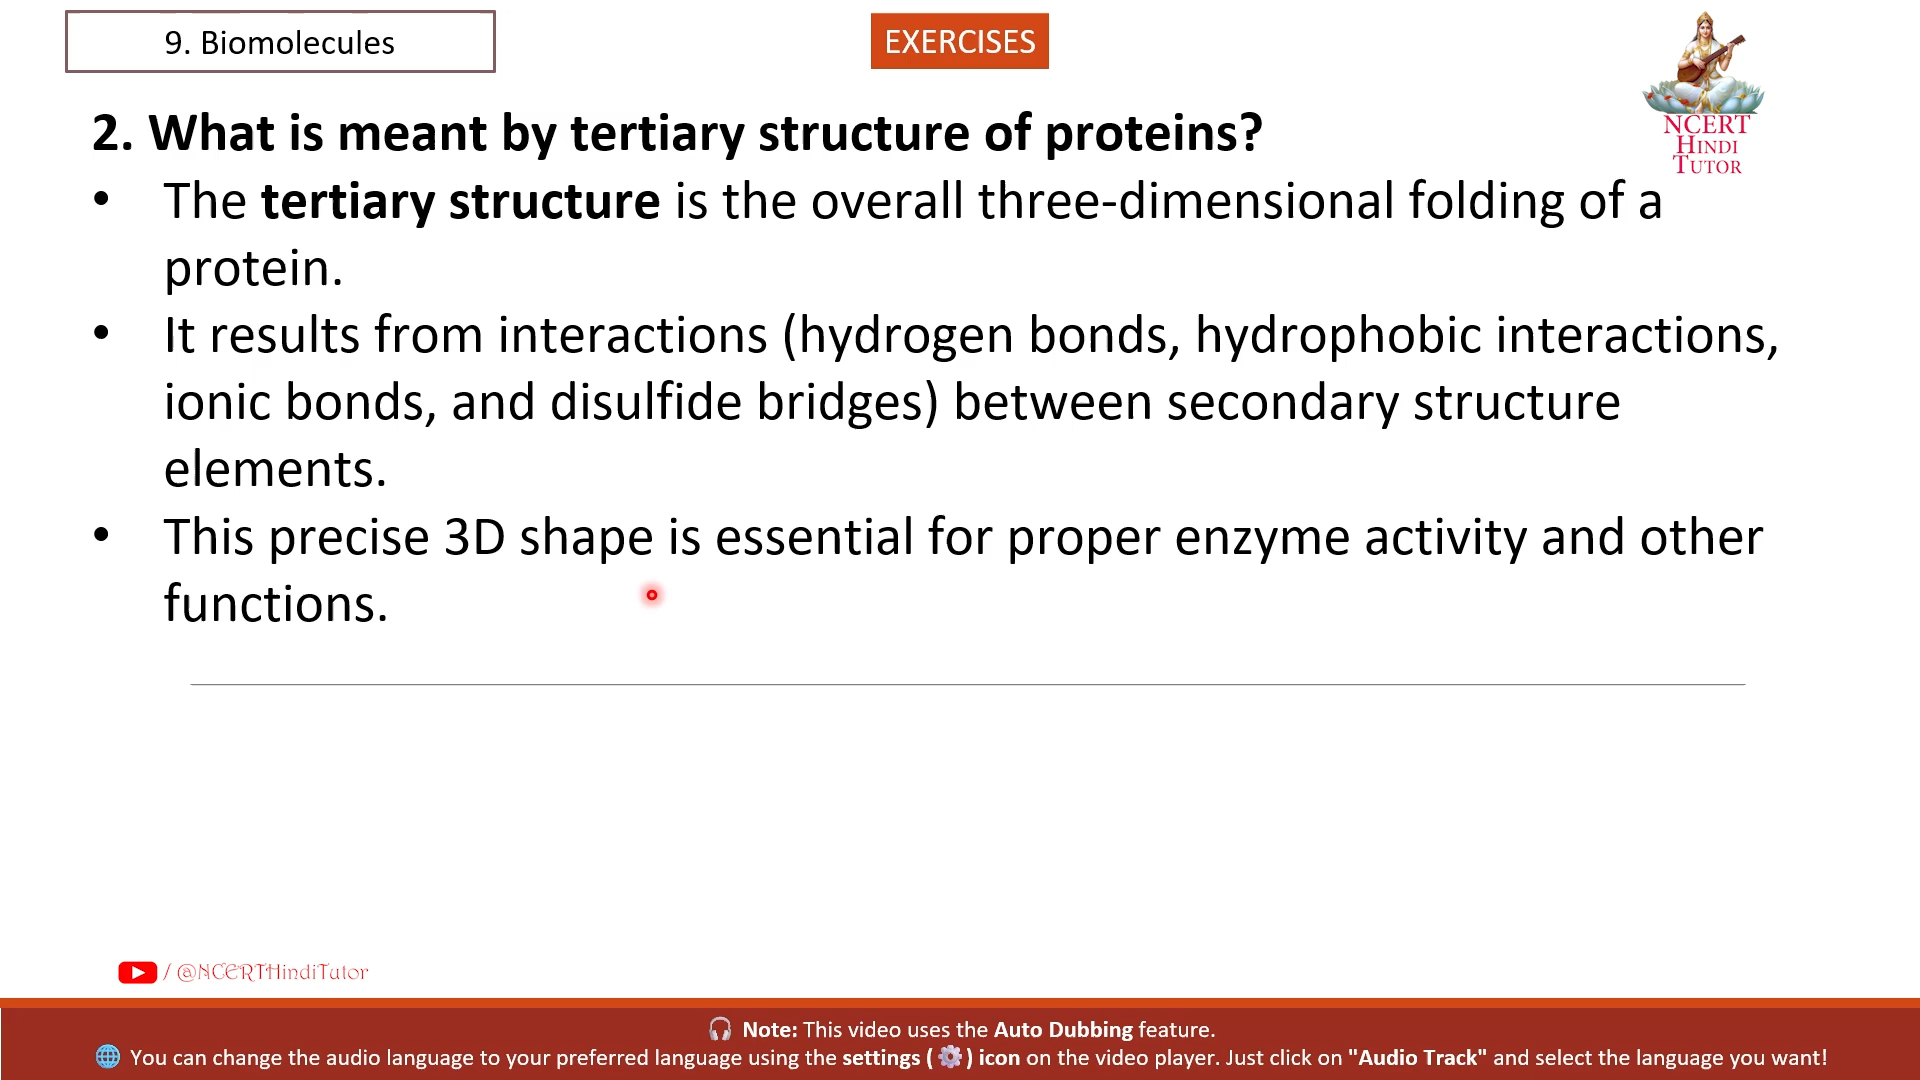 9. Biomolecules
EXERCISES
NCERT
HINDI
TUTOR
2. What is meant by tertiary structure of proteins?
• The tertiary structure is the overall three-dimensional folding of a
protein.
• It results from interactions (hydrogen bonds, hydrophobic interactions,
ionic bonds, and disulfide bridges) between secondary structure
elements.
• This precise 3D shape is essential for proper enzyme activity and other
functions.
/ @NCERTHindiTutor
🎧 Note: This video uses the Auto Dubbing feature.
🌐 You can change the audio language to your preferred language using the settings (⚙️) icon on the video player. Just click on "Audio Track" and select the language you want!